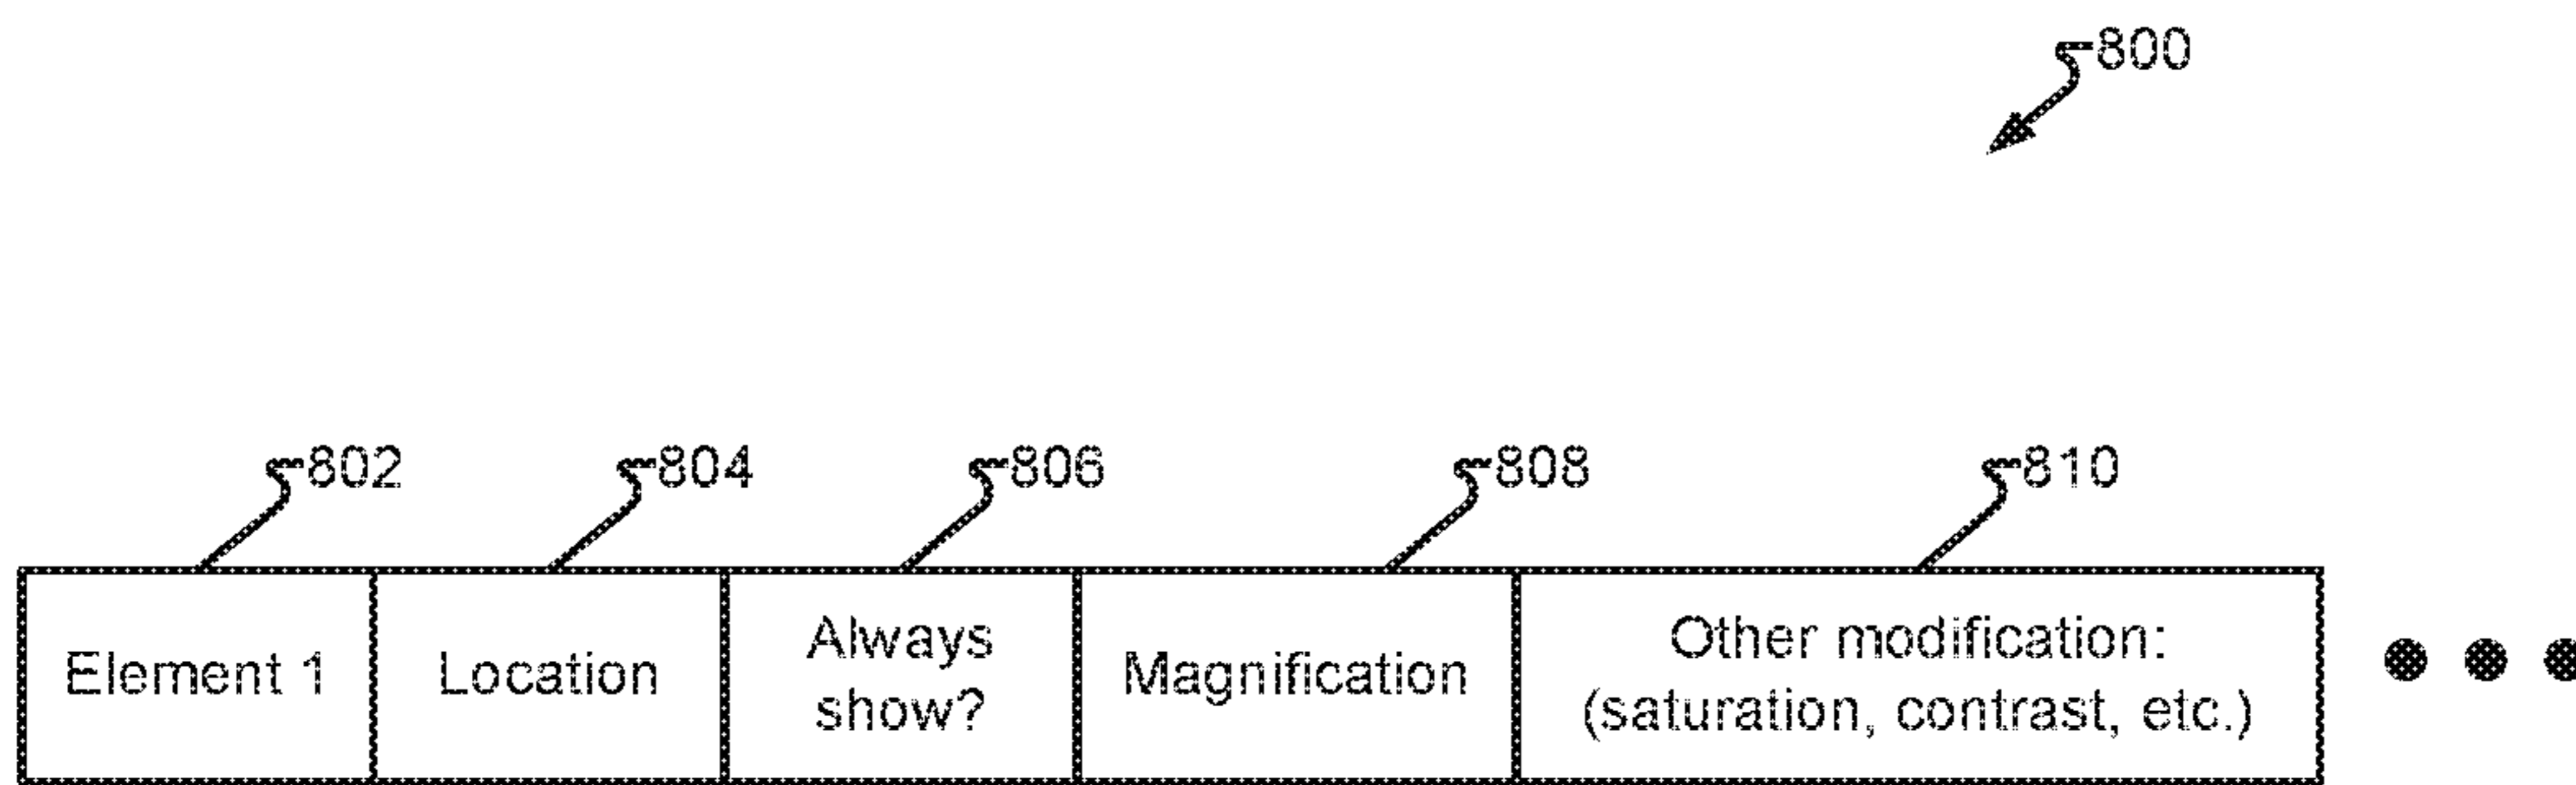 800
802 804 806 808 810
Element 1 Location Always show? Magnification Other modification: (saturation, contrast, etc.)